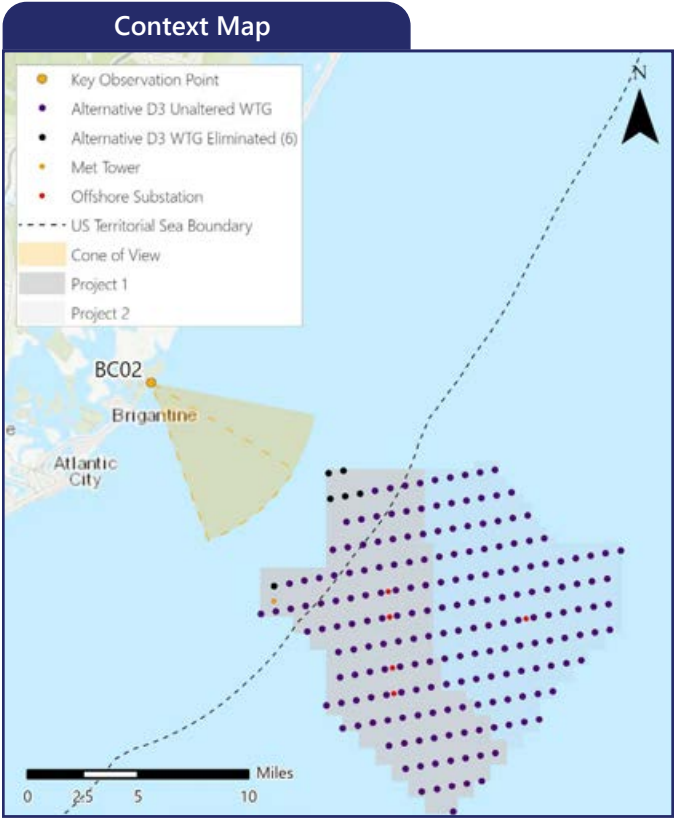 Context Map
Key Observation Point
Alternative D3 Unaltered WTG
Alternative D3 WTG Eliminated (6)
Met Tower
Offshore Substation
US Territorial Sea Boundary
Cone of View
Project 1
Project 2
N
BC02
Brigantine
e
Atlantic
City
Miles
0 2.5 5 10